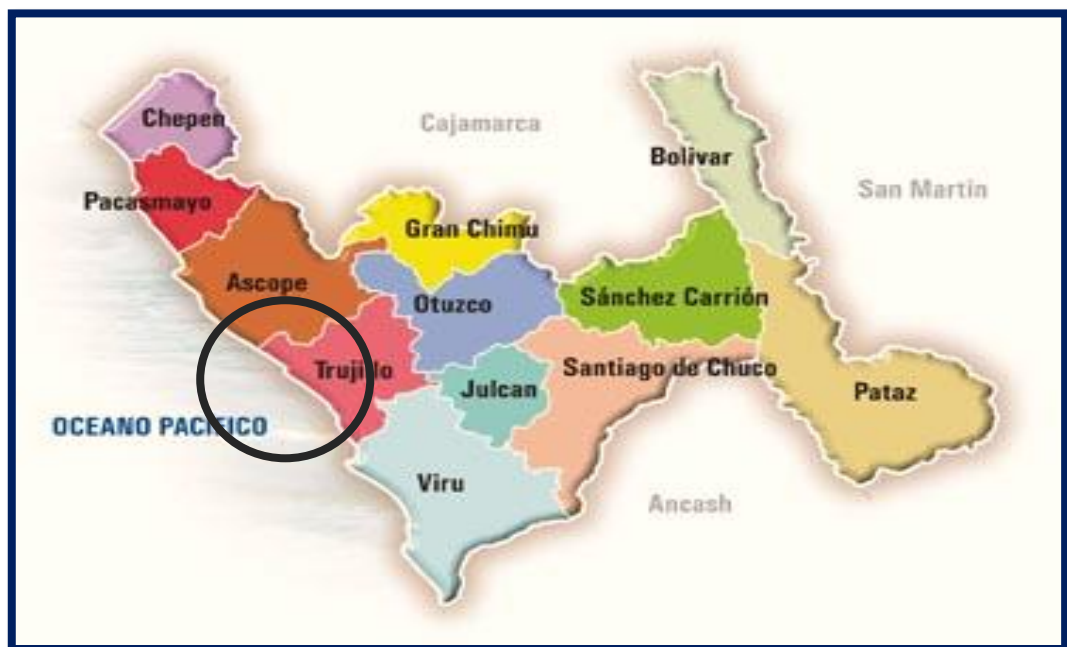 Chepen
Cajamarca
Bolivar
San Martin
Pacasmayo
Gran Chimu
Ascope
Otuzco
Sánchez Carrión
Trujillo
Santiago de Chuco
Julcan
Pataz
OCEANO PACIFICO
Viru
Ancash